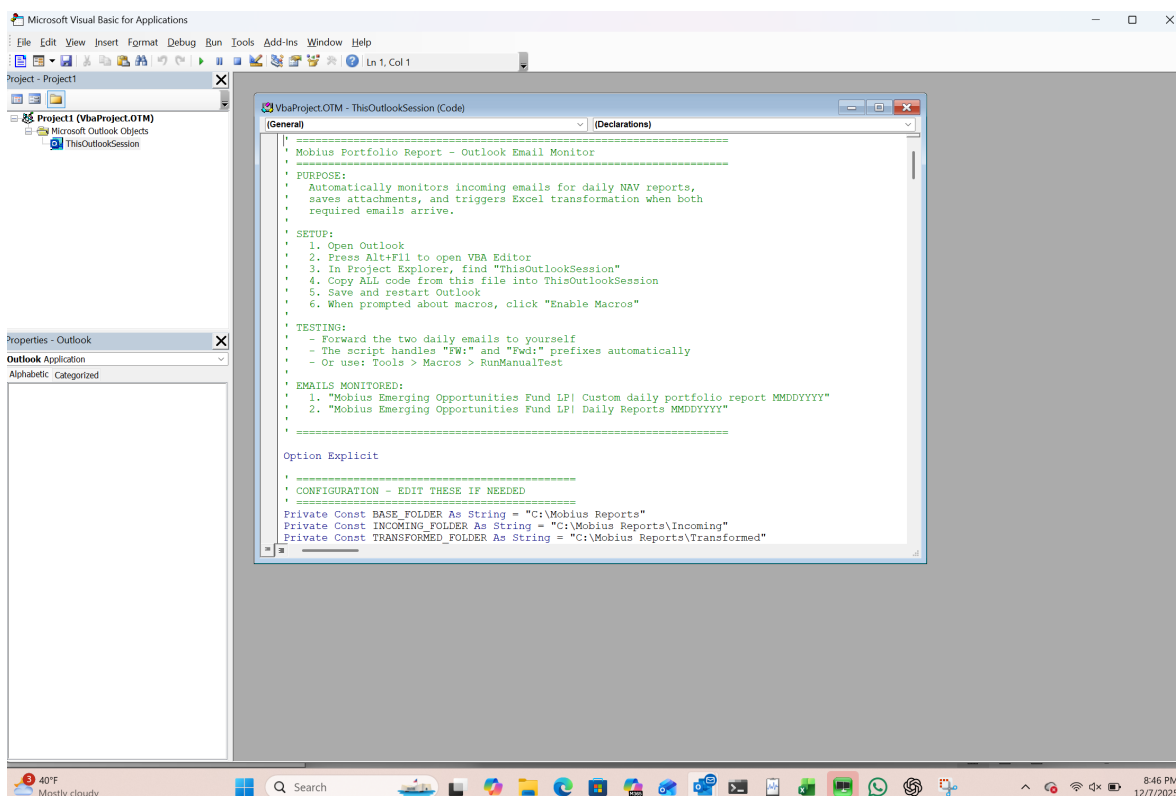 Microsoft Visual Basic for Applications
File Edit View Insert Format Debug Run Tools Add-Ins Window Help
Ln 1, Col 1
Project - Project1
Project1 (VbaProject.OTM)
Microsoft Outlook Objects
ThisOutlookSession
Properties - Outlook
Outlook Application
Alphabetic Categorized
VbaProject.OTM - ThisOutlookSession (Code)
(General) (Declarations)
' ====================================================================
' Mobius Portfolio Report - Outlook Email Monitor
' ====================================================================
' PURPOSE:
'   Automatically monitors incoming emails for daily NAV reports,
'   saves attachments, and triggers Excel transformation when both
'   required emails arrive.
'
' SETUP:
'   1. Open Outlook
'   2. Press Alt+F11 to open VBA Editor
'   3. In Project Explorer, find "ThisOutlookSession"
'   4. Copy ALL code from this file into ThisOutlookSession
'   5. Save and restart Outlook
'   6. When prompted about macros, click "Enable Macros"
'
' TESTING:
'   - Forward the two daily emails to yourself
'   - The script handles "FW:" and "Fwd:" prefixes automatically
'   - Or use: Tools > Macros > RunManualTest
'
' EMAILS MONITORED:
'   1. "Mobius Emerging Opportunities Fund LP| Custom daily portfolio report MMDDYYYY"
'   2. "Mobius Emerging Opportunities Fund LP| Daily Reports MMDDYYYY"
'
' ====================================================================
Option Explicit
' ============================================
' CONFIGURATION - EDIT THESE IF NEEDED
' ============================================
Private Const BASE_FOLDER As String = "C:\Mobius Reports"
Private Const INCOMING_FOLDER As String = "C:\Mobius Reports\Incoming"
Private Const TRANSFORMED_FOLDER As String = "C:\Mobius Reports\Transformed"
3
40°F
Mostly cloudy
Search
M365
8:46 PM